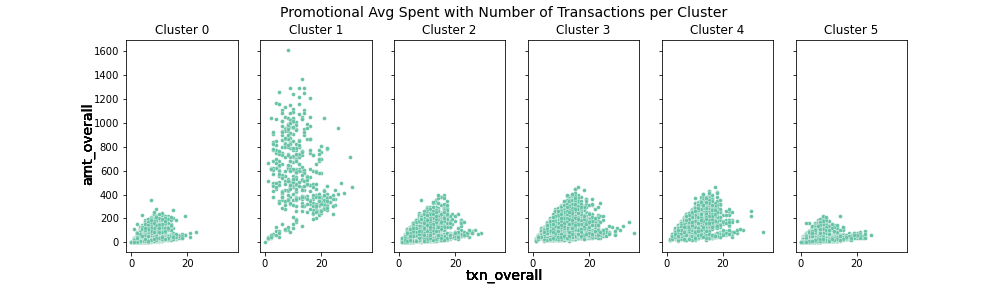 Promotional Avg Spent with Number of Transactions per Cluster
Cluster 0 Cluster 1 Cluster 2 Cluster 3 Cluster 4 Cluster 5
1600
1400
1200
1000
800
600
400
200
0
amt_overall
0 20 0 20 0 20 0 20 0 20 0 20
txn_overall